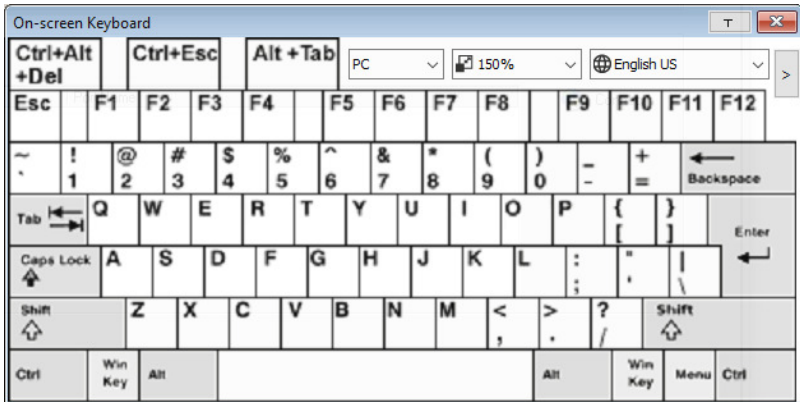 On-screen Keyboard
Ctrl+Alt +Del Ctrl+Esc Alt +Tab PC 150% English US >
Esc F1 F2 F3 F4 F5 F6 F7 F8 F9 F10 F11 F12
~ ! @ # $ % ^ & * ( ) _ + Backspace
` 1 2 3 4 5 6 7 8 9 0 - =
Tab Q W E R T Y U I O P { }
[ ] Enter
Caps Lock A S D F G H J K L : " |
; ' \
Shift Z X C V B N M < > ? Shift
, . /
Ctrl Win Key Alt Alt Win Key Menu Ctrl